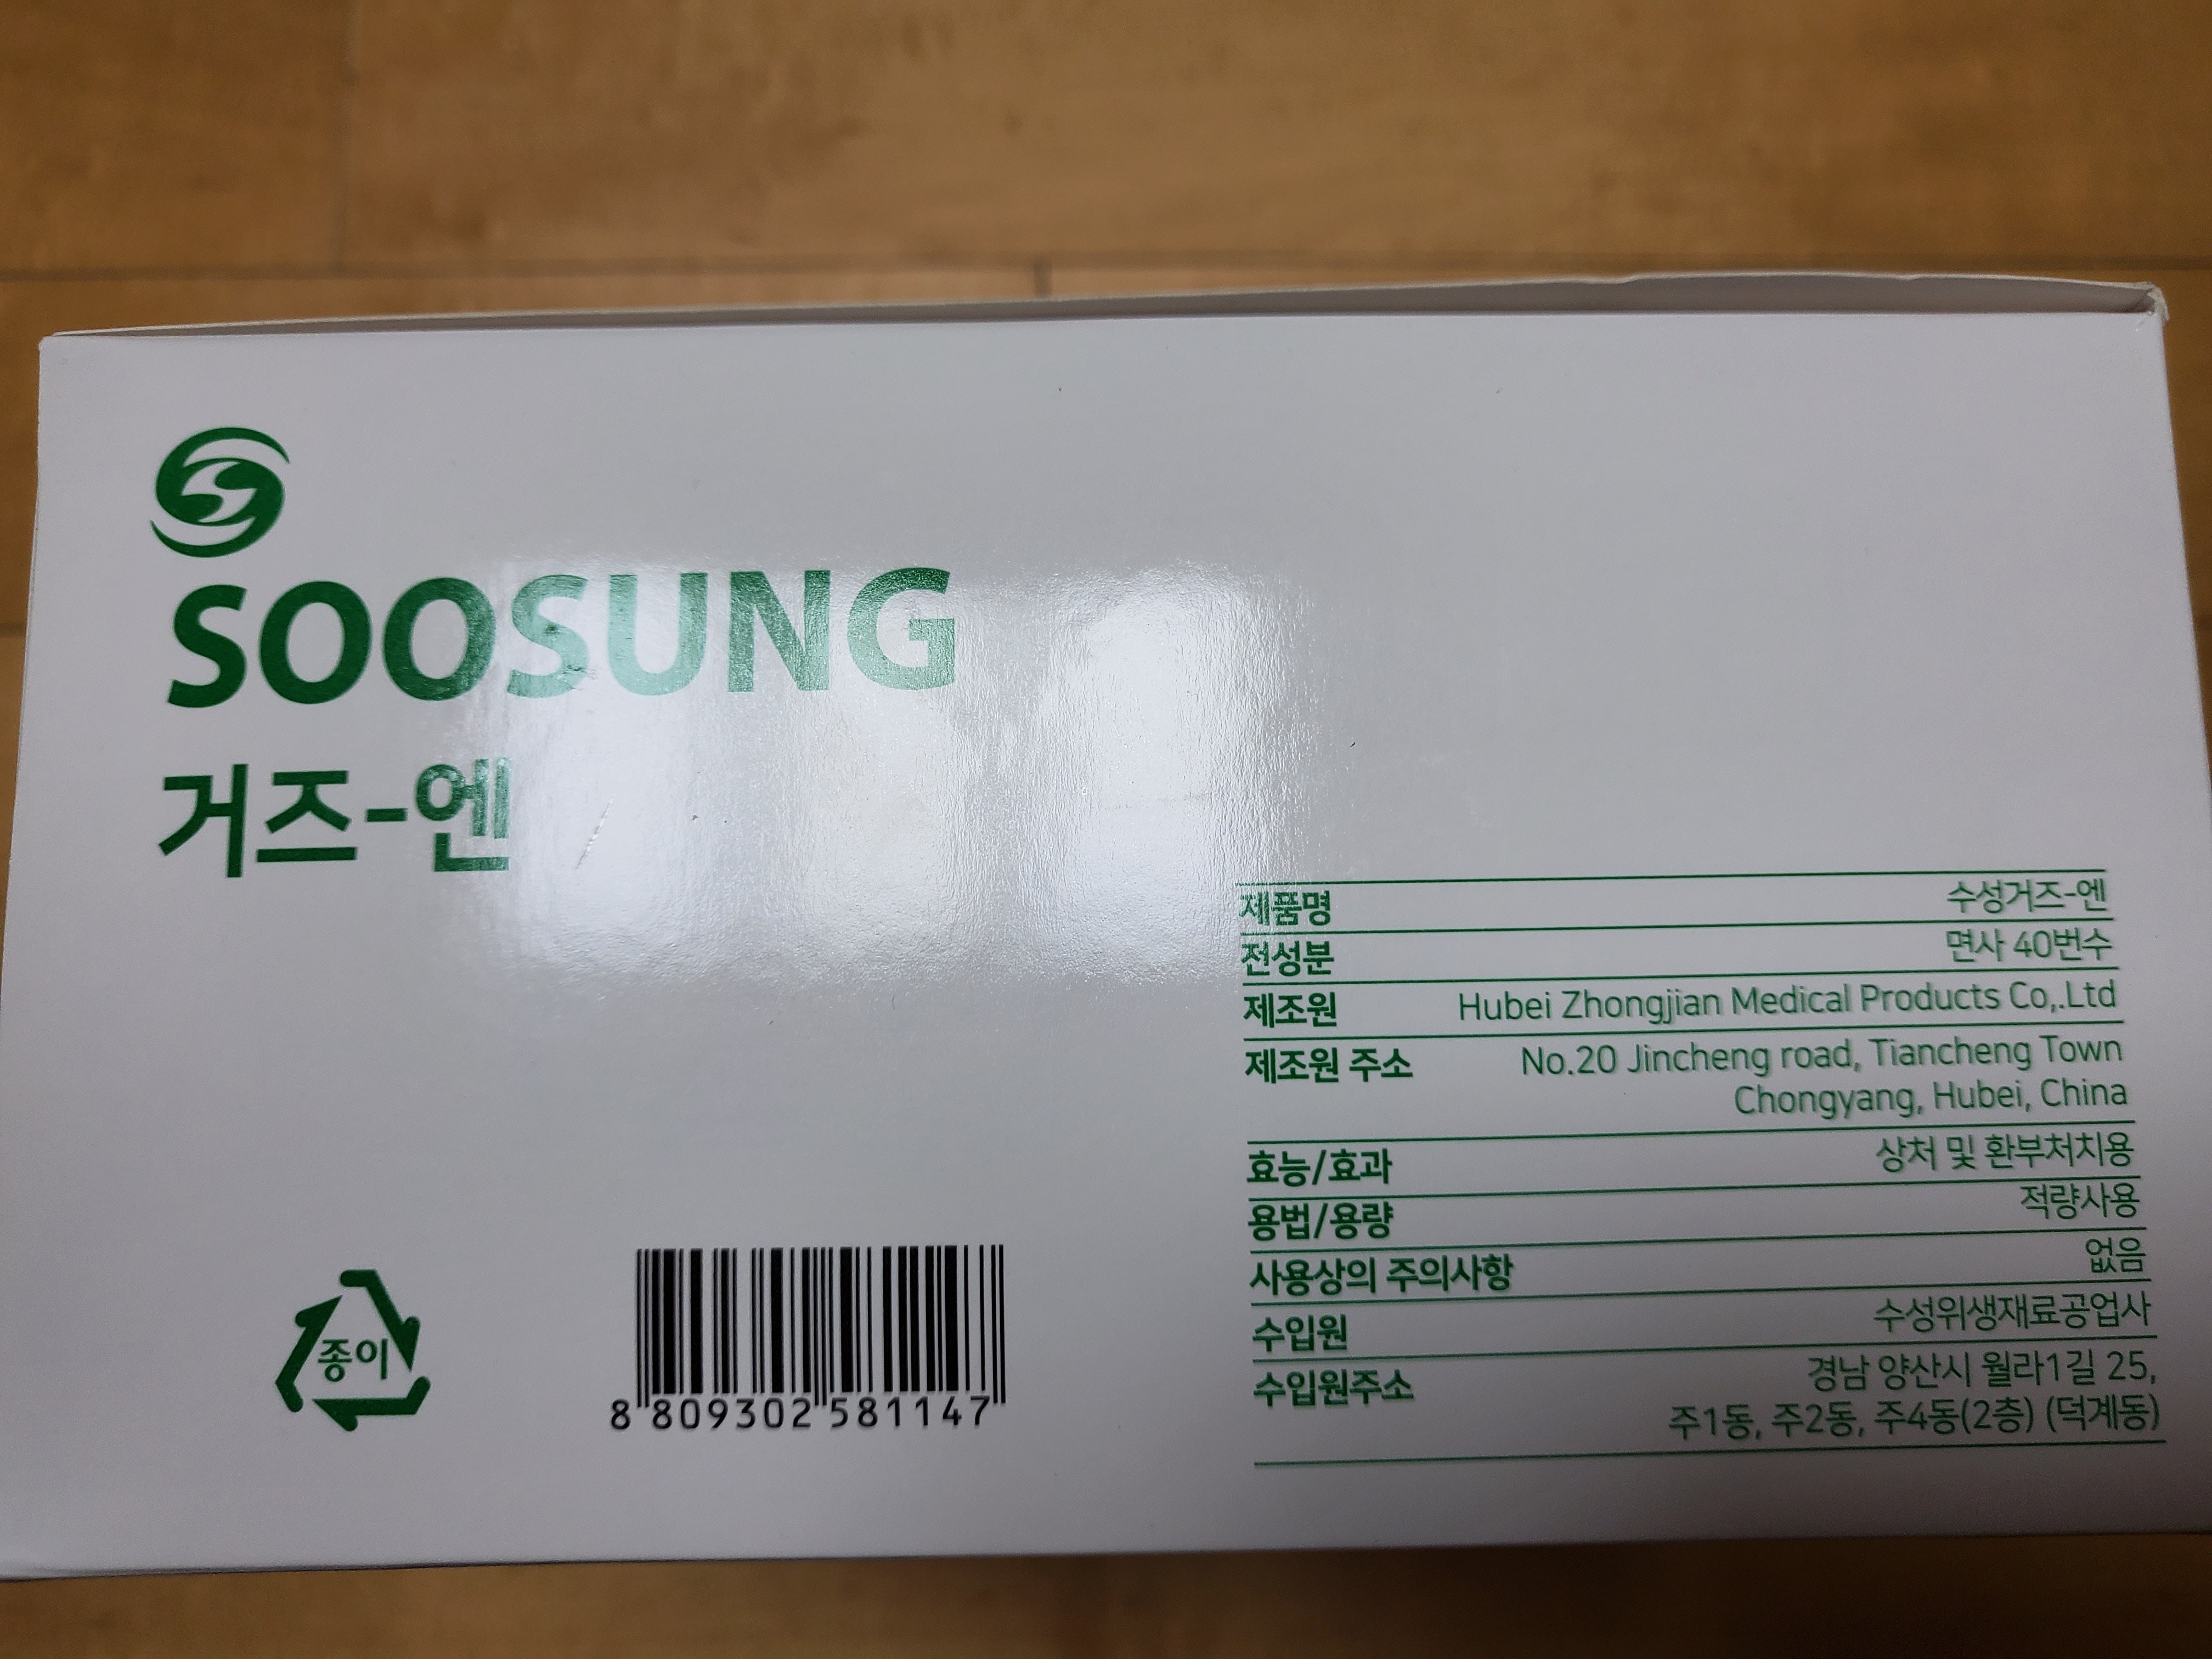 SOOSUNG
거즈-엔
제품명 수성거즈-엔
전성분 면사 40번수
제조원 Hubei Zhongjian Medical Products Co,.Ltd
제조원 주소 No.20 Jincheng road, Tiancheng Town
Chongyang, Hubei, China
효능/효과 상처 및 환부처치용
용법/용량 적량사용
사용상의 주의사항 없음
수입원 수성위생재료공업사
수입원주소 경남 양산시 월라1길 25,
주1동, 주2동, 주4동(2층) (덕계동)
종이
8 809302 581147